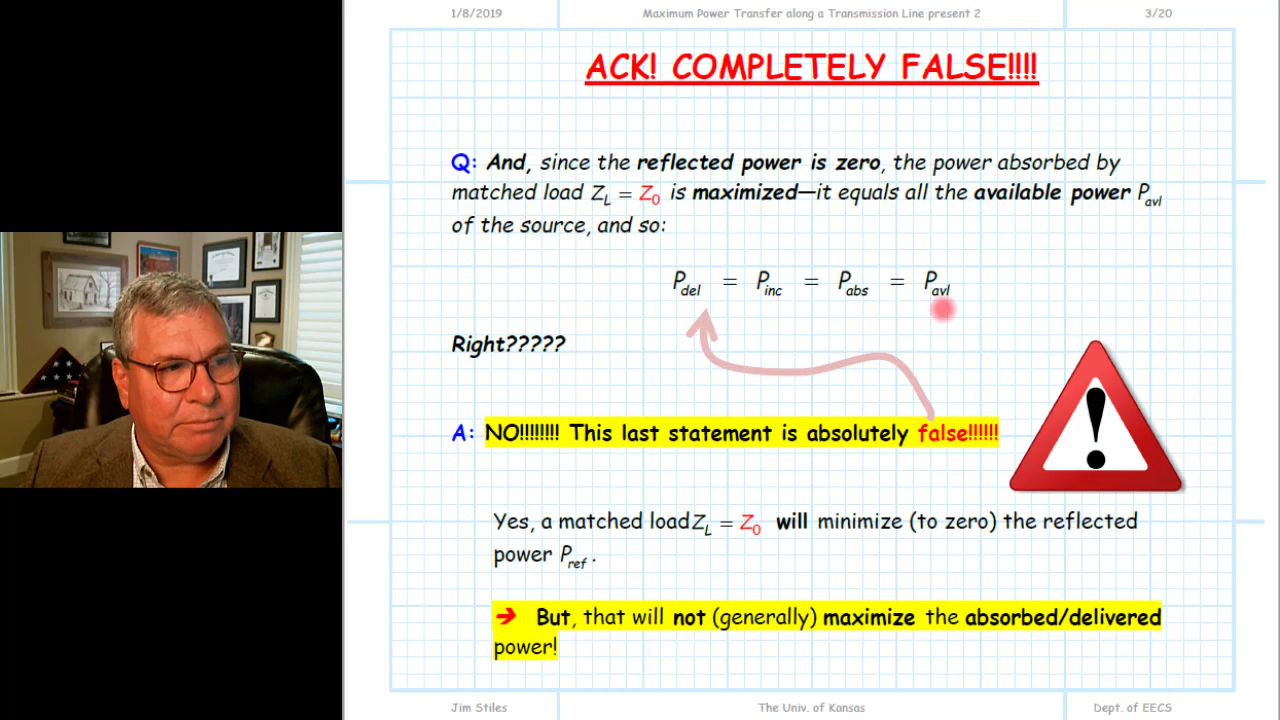 1/8/2019 Maximum Power Transfer along a Transmission Line present 2 3/20
ACK! COMPLETELY FALSE!!!!
Q: And, since the reflected power is zero, the power absorbed by
matched load Z_L = Z_0 is maximized—it equals all the available power P_avl
of the source, and so:
P_del = P_inc = P_abs = P_avl
Right?????
A: NO!!!!!!!! This last statement is absolutely false!!!!!!
Yes, a matched load Z_L = Z_0 will minimize (to zero) the reflected
power P_ref.
➔ But, that will not (generally) maximize the absorbed/delivered
power!
Jim Stiles The Univ. of Kansas Dept. of EECS